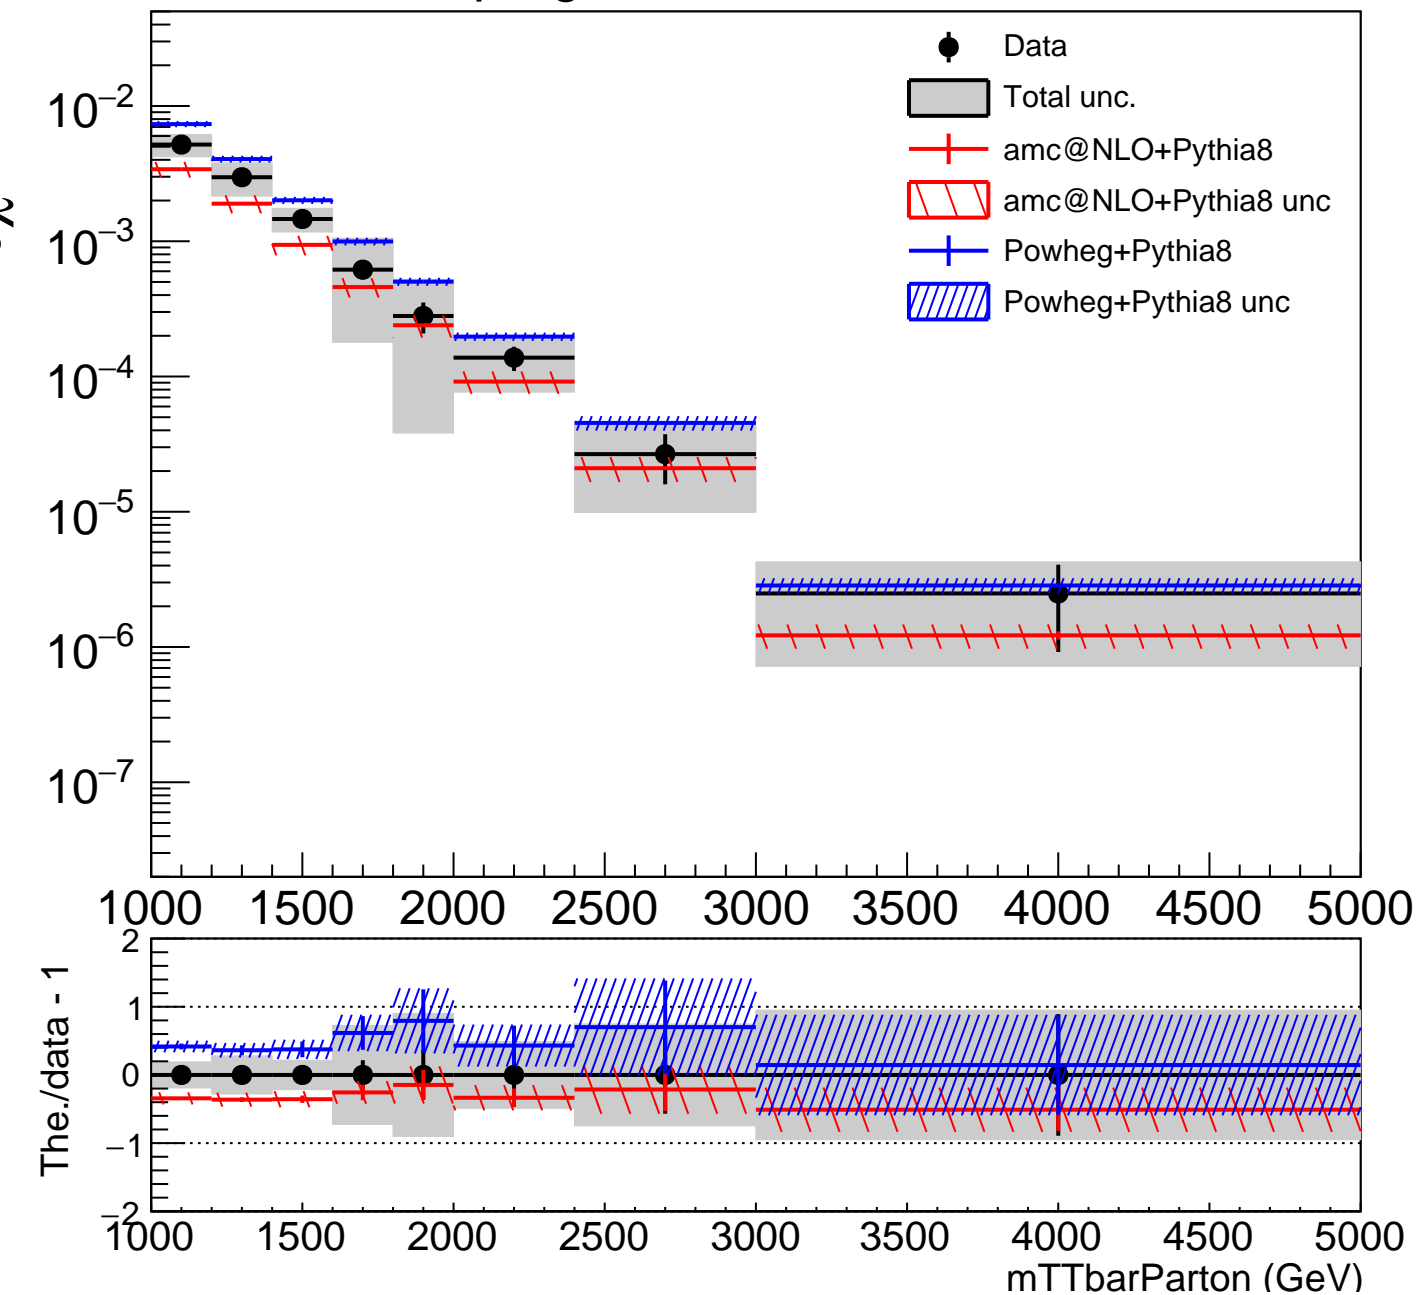 Data
Total unc.
amc@NLO+Pythia8
amc@NLO+Pythia8 unc
Powheg+Pythia8
Powheg+Pythia8 unc
10−2
10−3
10−4
10−5
10−6
10−7
1000 1500 2000 2500 3000 3500 4000 4500 5000
The./data - 1
2
1
0
−1
−2
1000 1500 2000 2500 3000 3500 4000 4500 5000
mTTbarParton (GeV)